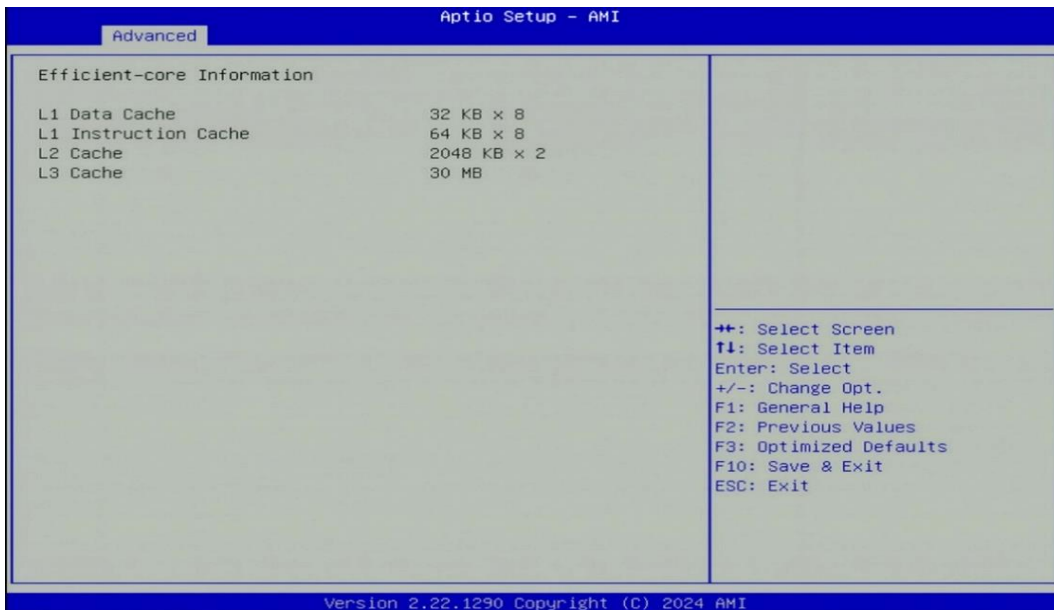 Aptio Setup – AMI
Advanced
Efficient-core Information
L1 Data Cache 32 KB x 8
L1 Instruction Cache 64 KB x 8
L2 Cache 2048 KB x 2
L3 Cache 30 MB
→←: Select Screen
↑↓: Select Item
Enter: Select
+/-: Change Opt.
F1: General Help
F2: Previous Values
F3: Optimized Defaults
F10: Save & Exit
ESC: Exit
Version 2.22.1290 Copyright (C) 2024 AMI